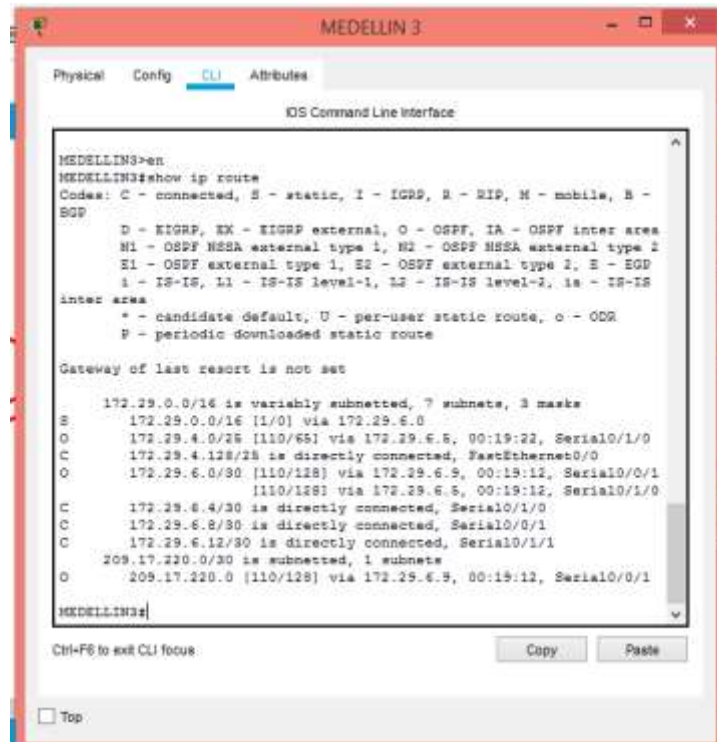 MEDELLIN 3
Physical Config CLI Attributes
IOS Command Line Interface
MEDELLIN3>en
MEDELLIN3#show ip route
Codes: C - connected, S - static, I - IGRP, R - RIP, M - mobile, B -
BGP
D - EIGRP, EX - EIGRP external, O - OSPF, IA - OSPF inter area
N1 - OSPF NSSA external type 1, N2 - OSPF NSSA external type 2
E1 - OSPF external type 1, E2 - OSPF external type 2, E - EGP
i - IS-IS, L1 - IS-IS level-1, L2 - IS-IS level-2, ia - IS-IS
inter area
* - candidate default, U - per-user static route, o - ODR
P - periodic downloaded static route
Gateway of last resort is not set
172.29.0.0/16 is variably subnetted, 7 subnets, 3 masks
S 172.29.0.0/16 [1/0] via 172.29.6.0
O 172.29.4.0/25 [110/65] via 172.29.6.5, 00:19:22, Serial0/1/0
C 172.29.4.128/25 is directly connected, FastEthernet0/0
O 172.29.6.0/30 [110/128] via 172.29.6.9, 00:19:12, Serial0/0/1
[110/128] via 172.29.6.5, 00:19:12, Serial0/1/0
C 172.29.6.4/30 is directly connected, Serial0/1/0
C 172.29.6.8/30 is directly connected, Serial0/0/1
C 172.29.6.12/30 is directly connected, Serial0/1/1
209.17.220.0/30 is subnetted, 1 subnets
O 209.17.220.0 [110/128] via 172.29.6.9, 00:19:12, Serial0/0/1
MEDELLIN3#
Ctrl+F6 to exit CLI focus Copy Paste
Top